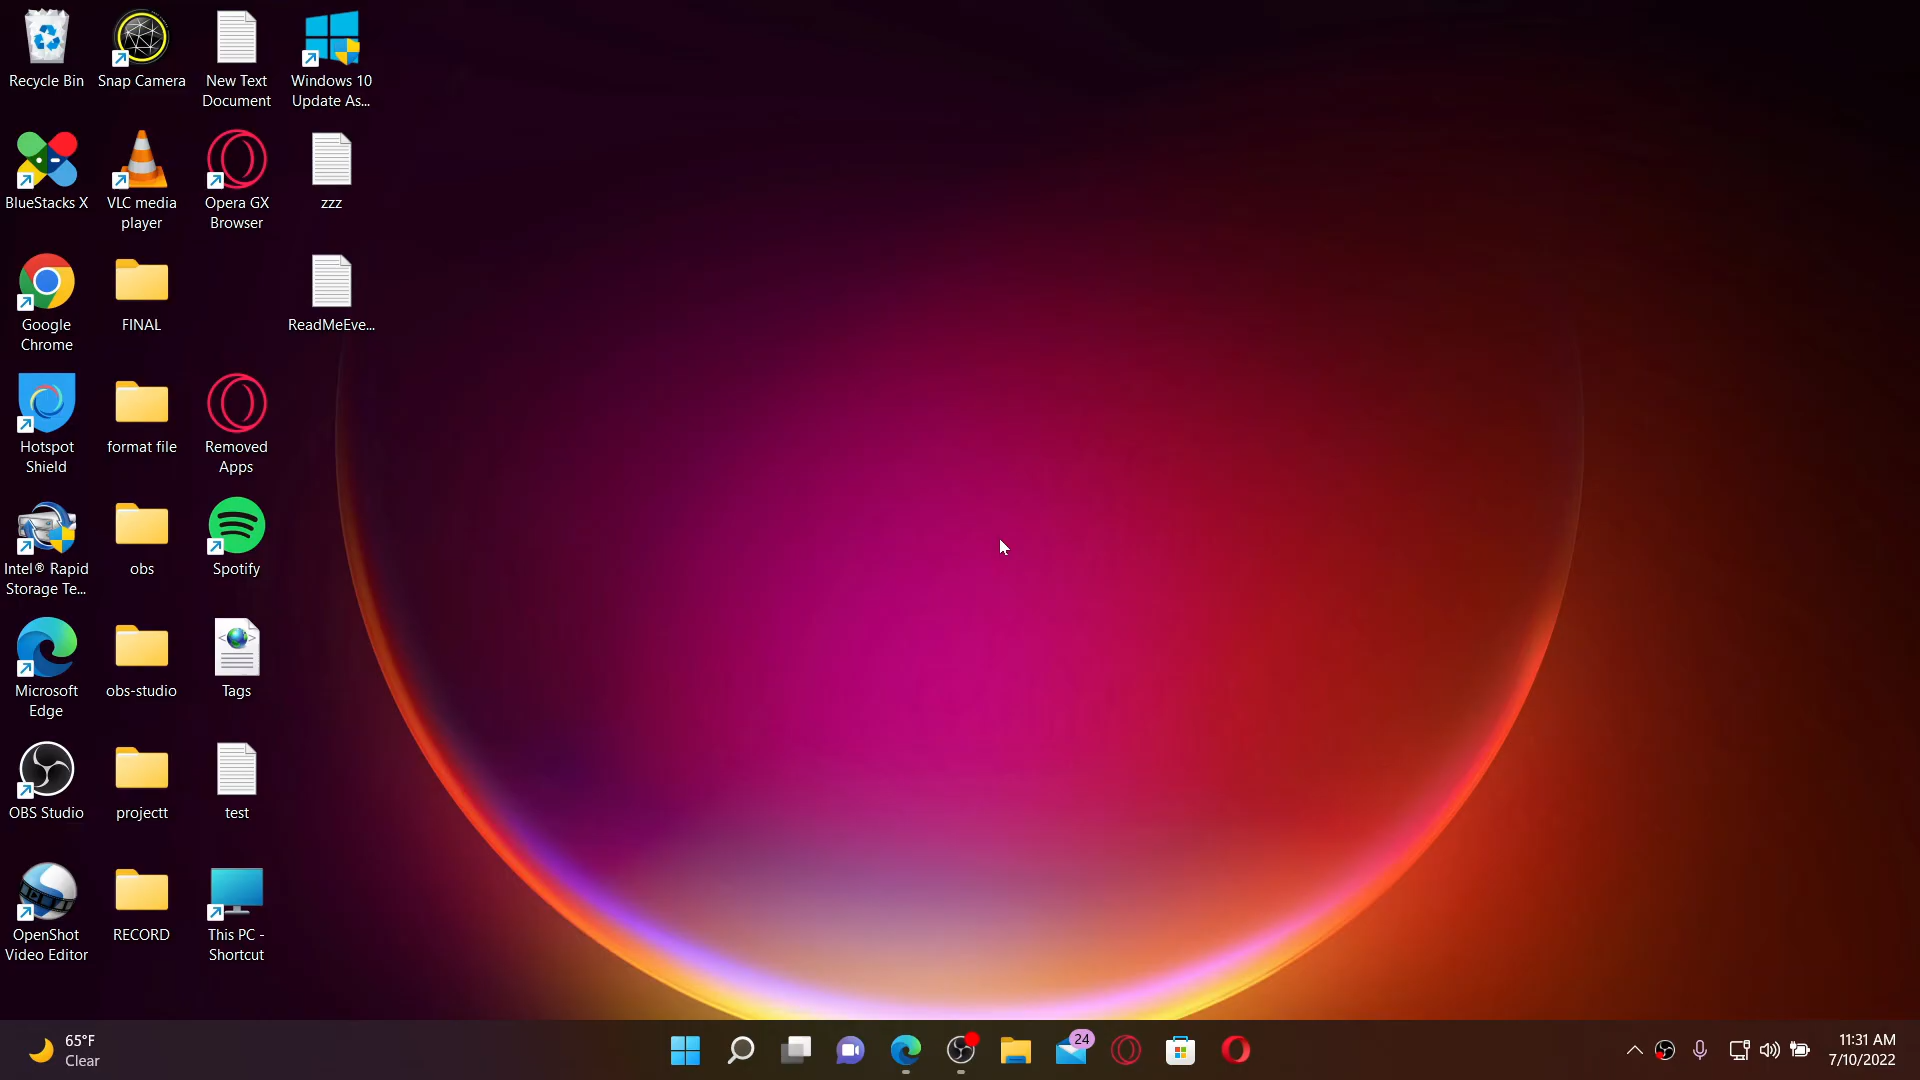 Recycle Bin
Snap Camera
New Text
Document
Windows 10
Update As...
BlueStacks X
VLC media
player
Opera GX
Browser
zzz
Google
Chrome
FINAL
ReadMeEve...
Hotspot
Shield
format file
Removed
Apps
Intel® Rapid
Storage Te...
obs
Spotify
Microsoft
Edge
obs-studio
Tags
OBS Studio
projectt
test
OpenShot
Video Editor
RECORD
This PC -
Shortcut
65°F
Clear
24
11:31 AM
7/10/2022